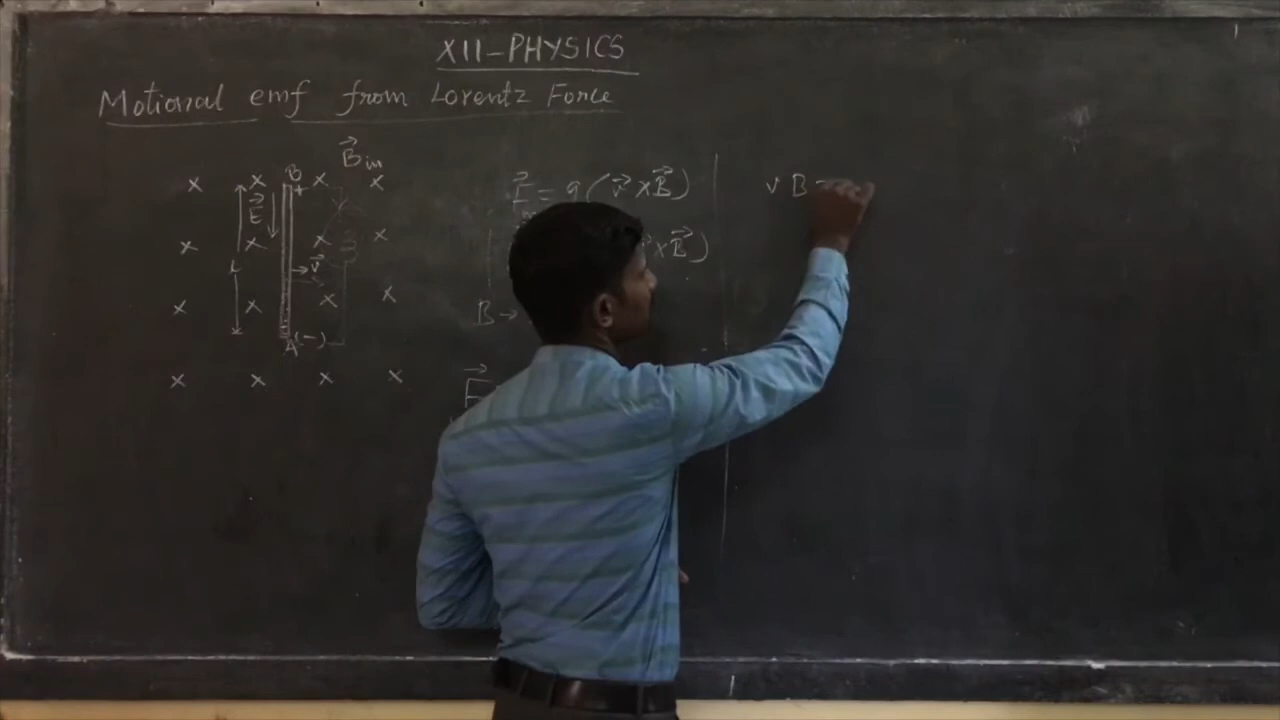 XII-PHYSICS
Motional emf from Lorentz Force
B⃗ in
× × B × ×
+
E⃗
× × × ×
v⃗
× × × ×
A (-)
× × × ×
F⃗ = q(v⃗ × B⃗)
× B⃗)
B →
F⃗
v B